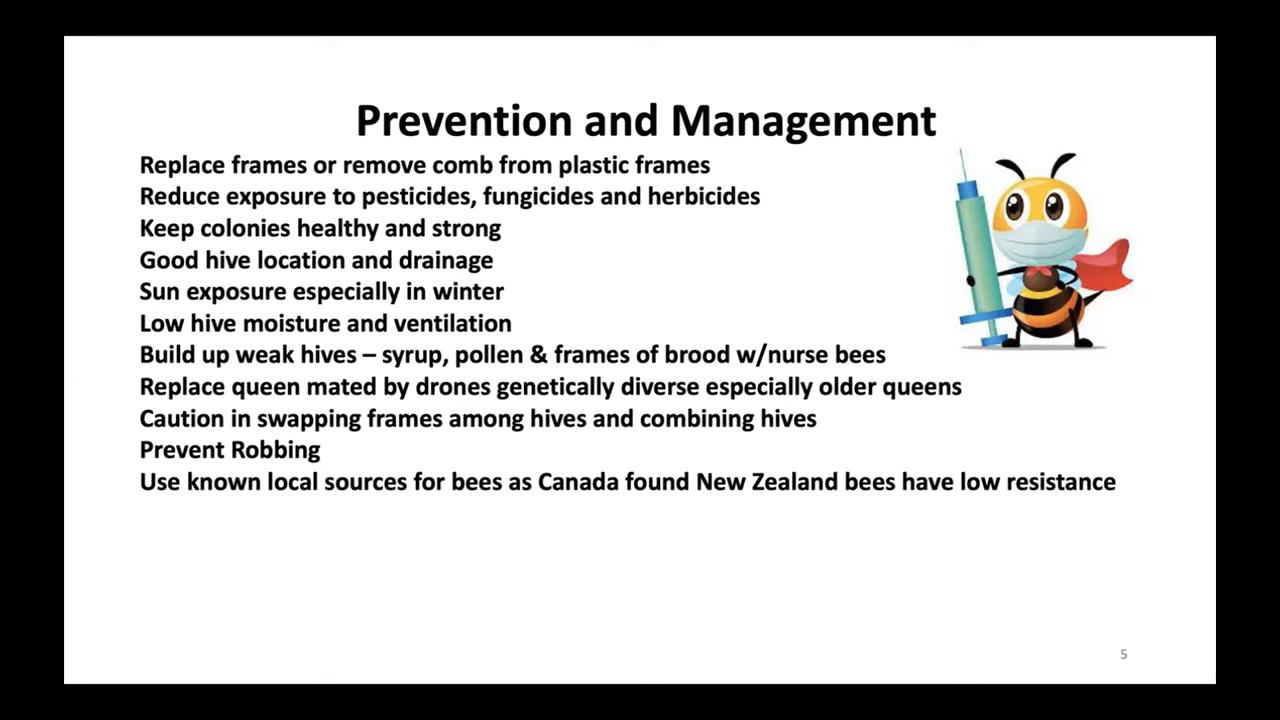 Prevention and Management
Replace frames or remove comb from plastic frames
Reduce exposure to pesticides, fungicides and herbicides
Keep colonies healthy and strong
Good hive location and drainage
Sun exposure especially in winter
Low hive moisture and ventilation
Build up weak hives – syrup, pollen & frames of brood w/nurse bees
Replace queen mated by drones genetically diverse especially older queens
Caution in swapping frames among hives and combining hives
Prevent Robbing
Use known local sources for bees as Canada found New Zealand bees have low resistance
5